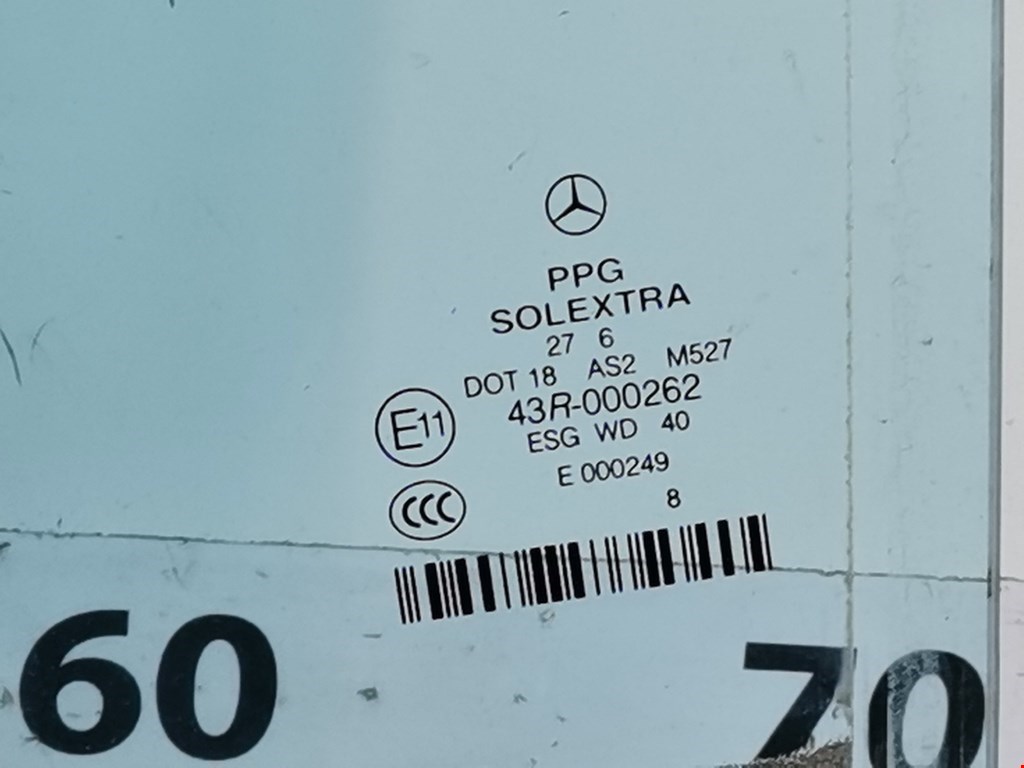 PPG
SOLEXTRA
27 6
DOT 18 AS2 M527
43R-000262
E11
ESG WD 40
E 000249
CCC
8
60
70